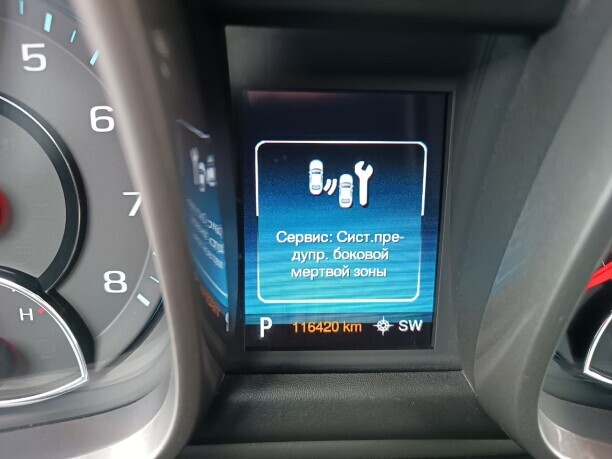 5
6
7
8
H
Сервис: Сист.пре-
дупр. боковой
мертвой зоны
P 116420 km SW